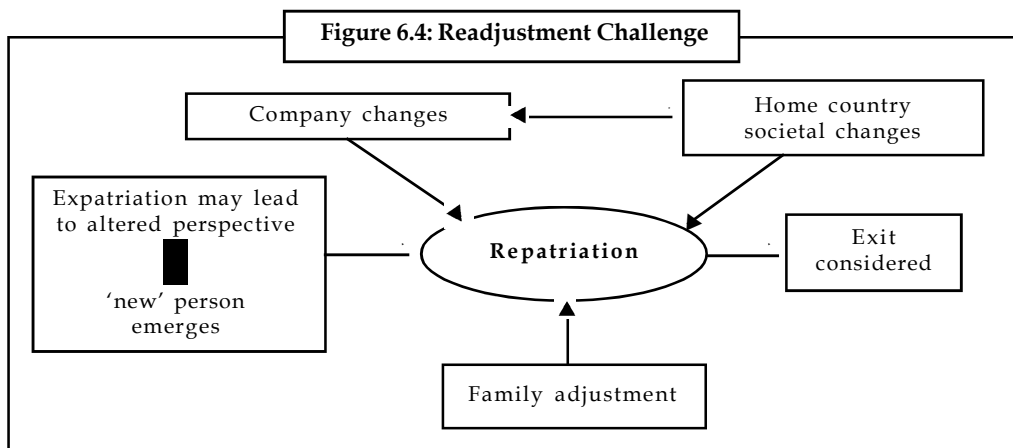 Figure 6.4: Readjustment Challenge
Company changes
Home country
societal changes
Expatriation may lead
to altered perspective
'new' person
emerges
Repatriation
Exit
considered
Family adjustment